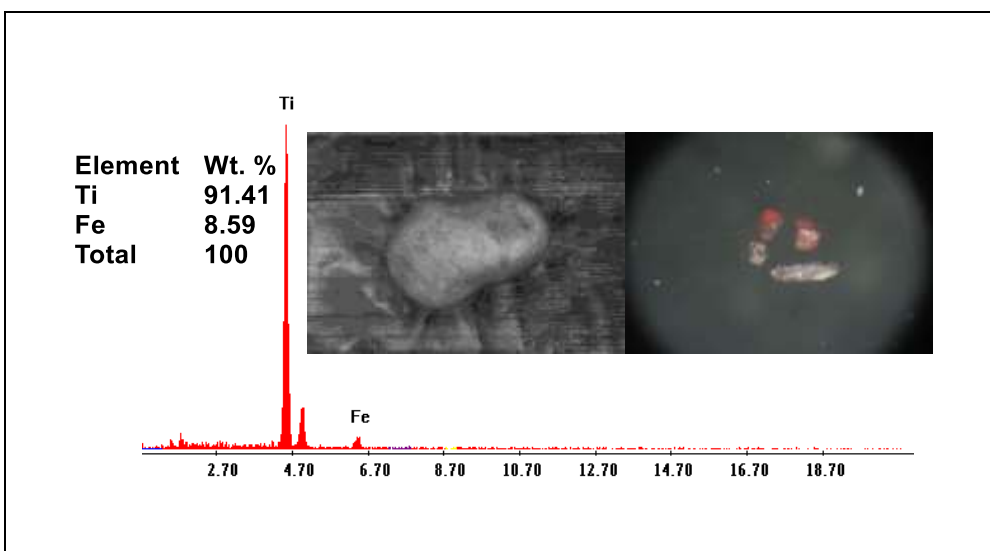 Ti
Element Wt. %
Ti 91.41
Fe 8.59
Total 100
Fe
2.70 4.70 6.70 8.70 10.70 12.70 14.70 16.70 18.70